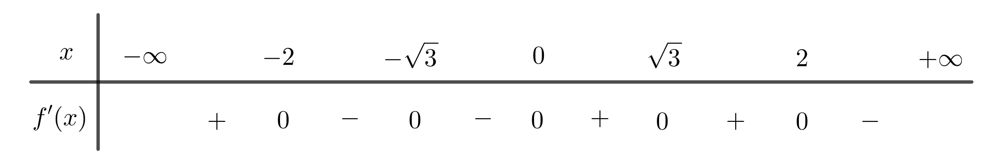 x −∞ −2 −√3 0 √3 2 +∞
f′(x) + 0 − 0 − 0 + 0 + 0 −